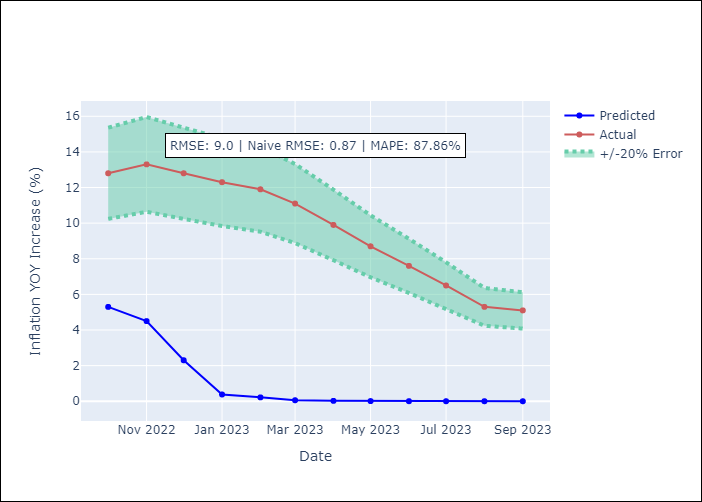 RMSE: 9.0 | Naive RMSE: 0.87 | MAPE: 87.86%
Predicted
Actual
+/-20% Error
Inflation YOY Increase (%)
16
14
12
10
8
6
4
2
0
Nov 2022
Jan 2023
Mar 2023
May 2023
Jul 2023
Sep 2023
Date